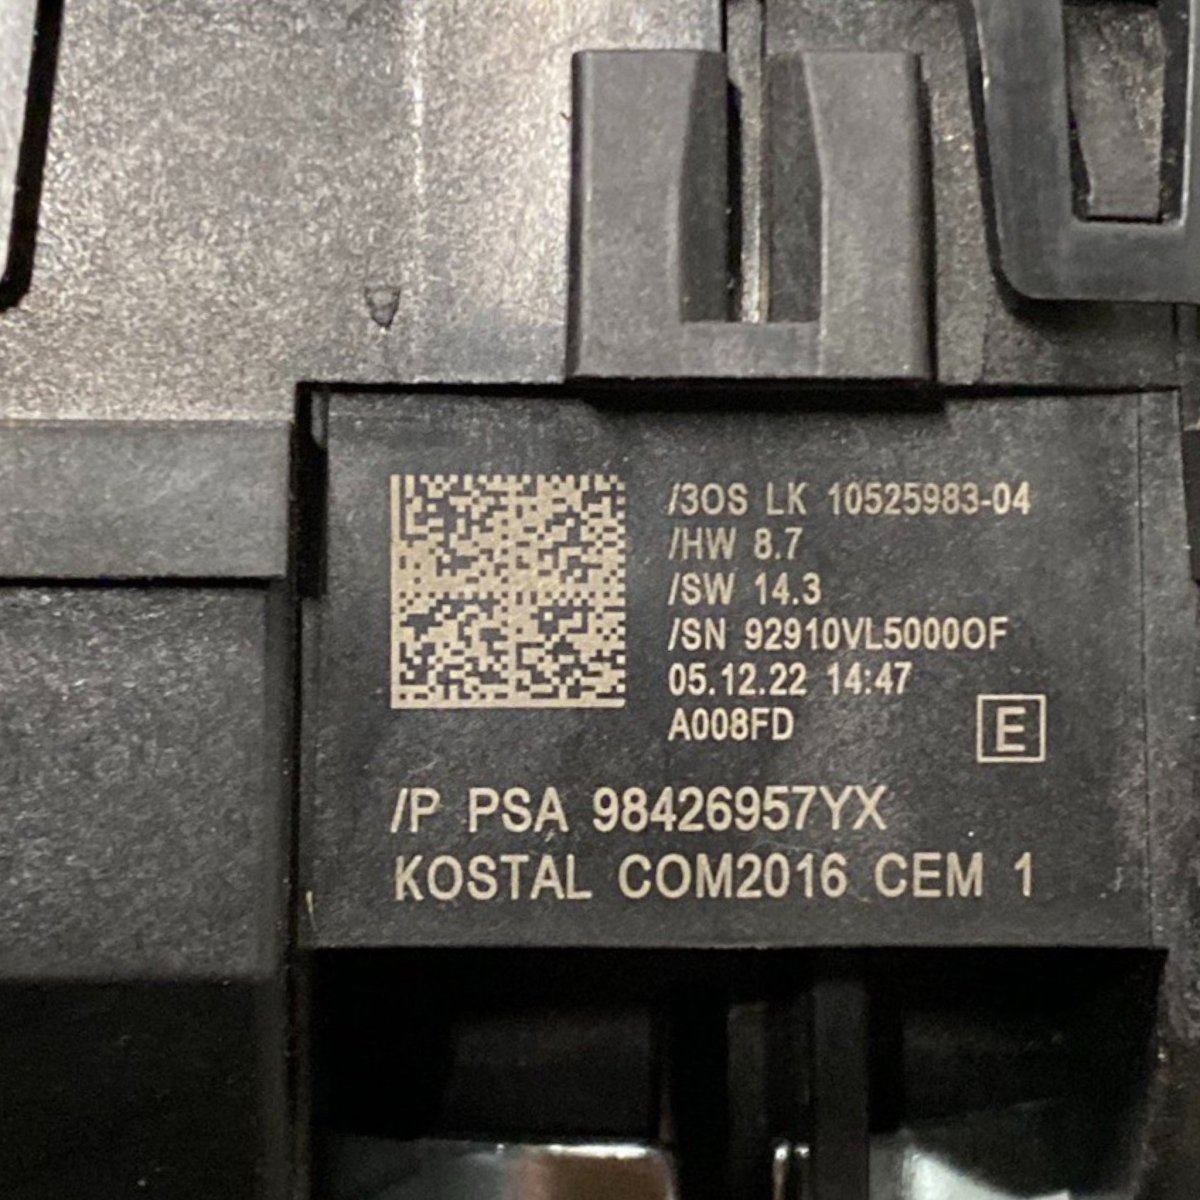 /3OS LK 10525983-04
/HW 8.7
/SW 14.3
/SN 92910VL5000OF
05.12.22 14:47
A008FD
E
/P PSA 98426957YX
KOSTAL COM2016 CEM 1